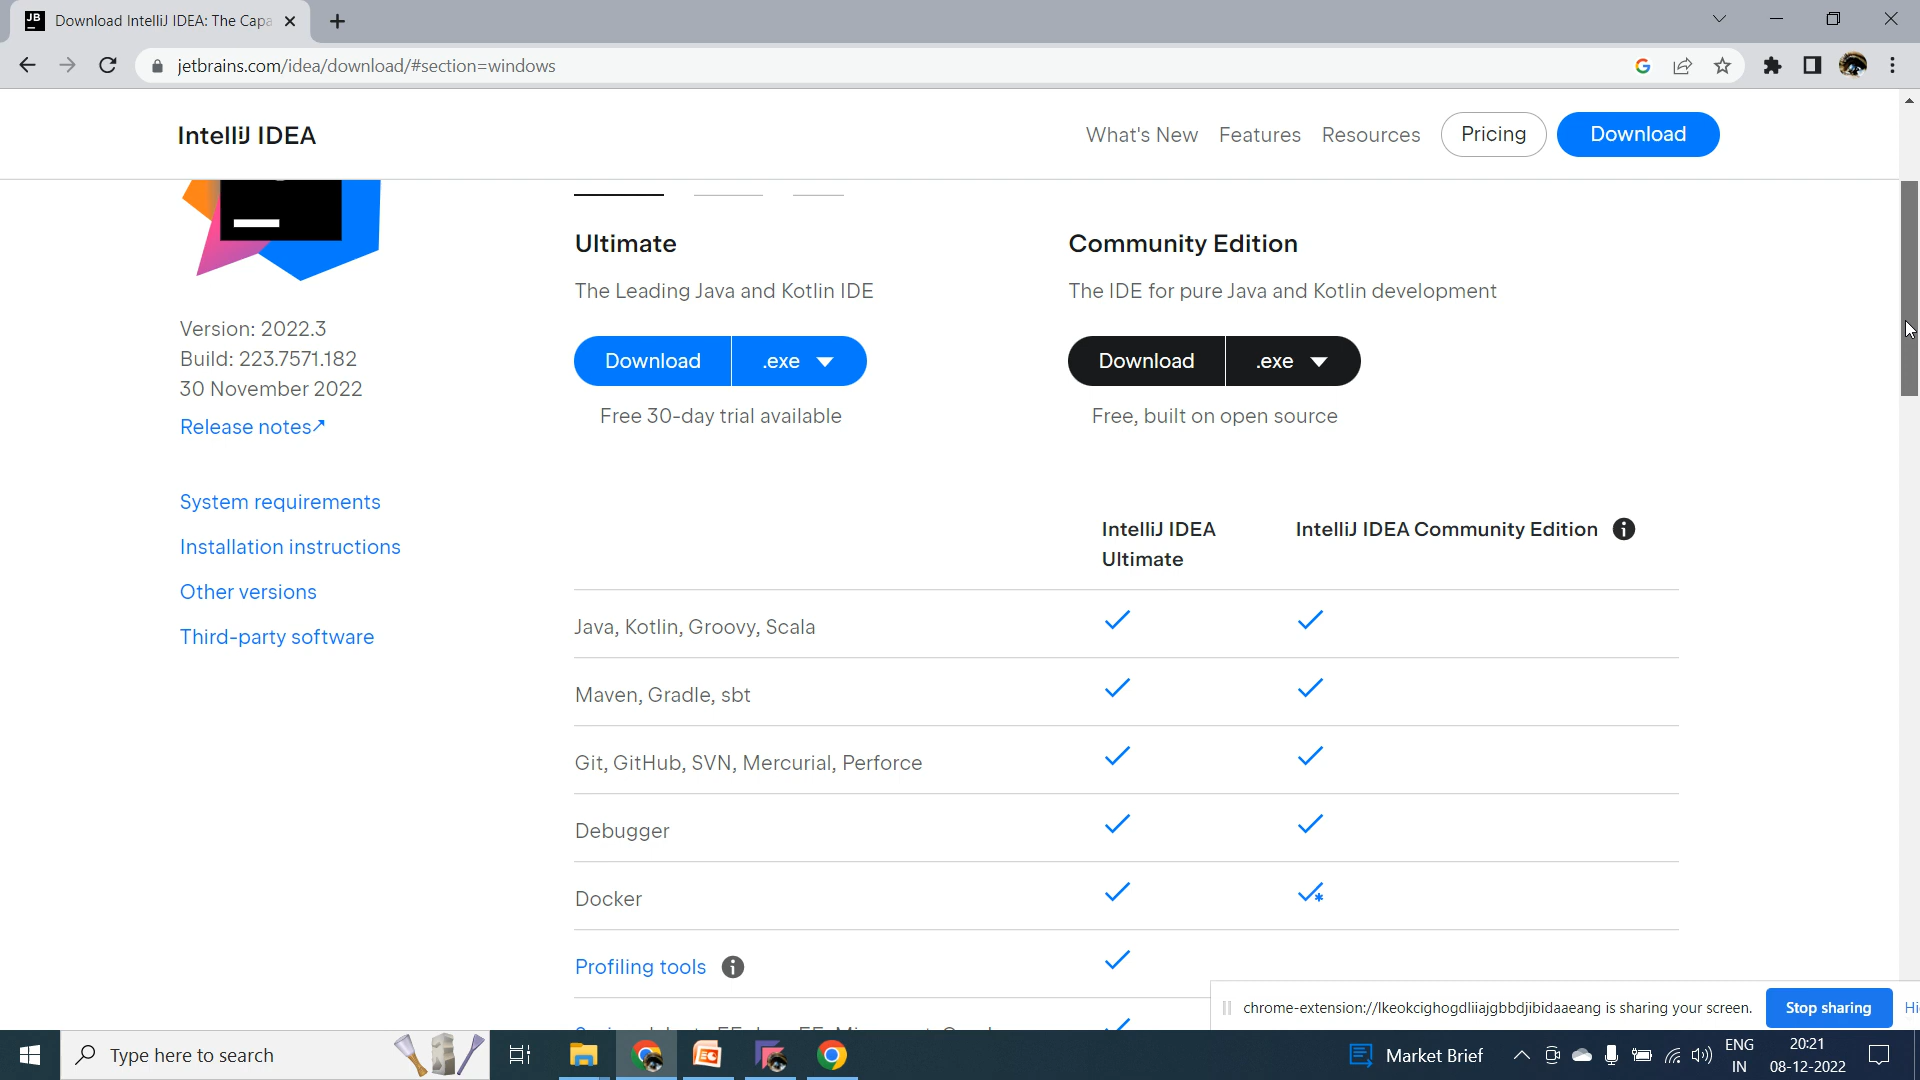 JB
Download IntelliJ IDEA: The Capa
jetbrains.com/idea/download/#section=windows
IntelliJ IDEA
What's New
Features
Resources
Pricing
Download
Version: 2022.3
Build: 223.7571.182
30 November 2022
Release notes↗
System requirements
Installation instructions
Other versions
Third-party software
Ultimate
The Leading Java and Kotlin IDE
Download
.exe
Free 30-day trial available
Community Edition
The IDE for pure Java and Kotlin development
Download
.exe
Free, built on open source
IntelliJ IDEA
Ultimate
IntelliJ IDEA Community Edition
Java, Kotlin, Groovy, Scala
Maven, Gradle, sbt
Git, GitHub, SVN, Mercurial, Perforce
Debugger
Docker
Profiling tools
chrome-extension://lkeokcighogdliiajgbbdjibidaaeang is sharing your screen.
Stop sharing
Hi
Type here to search
Market Brief
ENG
IN
20:21
08-12-2022